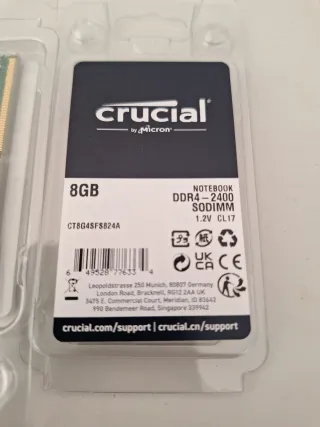 crucial
by Micron
8GB
NOTEBOOK
DDR4-2400
SODIMM
1.2V CL17
CT8G4SFS824A
6 49528 77633 4
UK
CA
Leopoldstrasse 250 Munich, 80807 Germany
London Road, Bracknell, RG12 2AA UK
3475 E. Commercial Court, Meridian, ID 83642
990 Bendemeer Road, Singapore 339942
crucial.com/support | crucial.cn/support